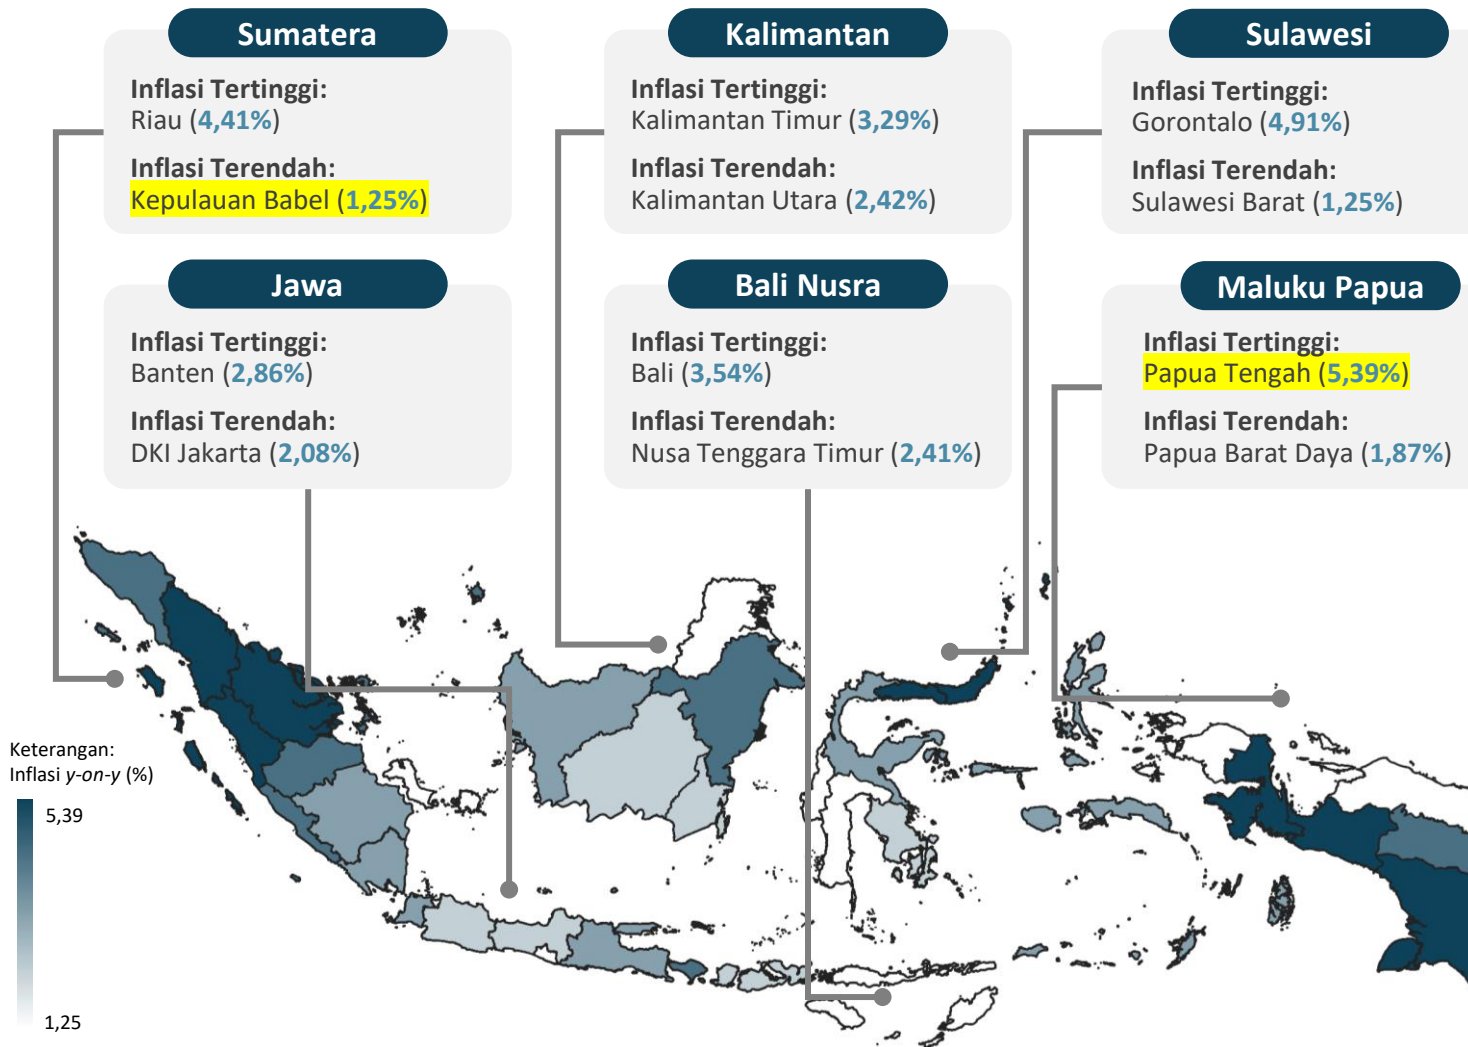 Sumatera
Inflasi Tertinggi:
Riau (4,41%)
Inflasi Terendah:
Kepulauan Babel (1,25%)
Kalimantan
Inflasi Tertinggi:
Kalimantan Timur (3,29%)
Inflasi Terendah:
Kalimantan Utara (2,42%)
Sulawesi
Inflasi Tertinggi:
Gorontalo (4,91%)
Inflasi Terendah:
Sulawesi Barat (1,25%)
Jawa
Inflasi Tertinggi:
Banten (2,86%)
Inflasi Terendah:
DKI Jakarta (2,08%)
Bali Nusra
Inflasi Tertinggi:
Bali (3,54%)
Inflasi Terendah:
Nusa Tenggara Timur (2,41%)
Maluku Papua
Inflasi Tertinggi:
Papua Tengah (5,39%)
Inflasi Terendah:
Papua Barat Daya (1,87%)
Keterangan:
Inflasi y-on-y (%)
5,39
1,25